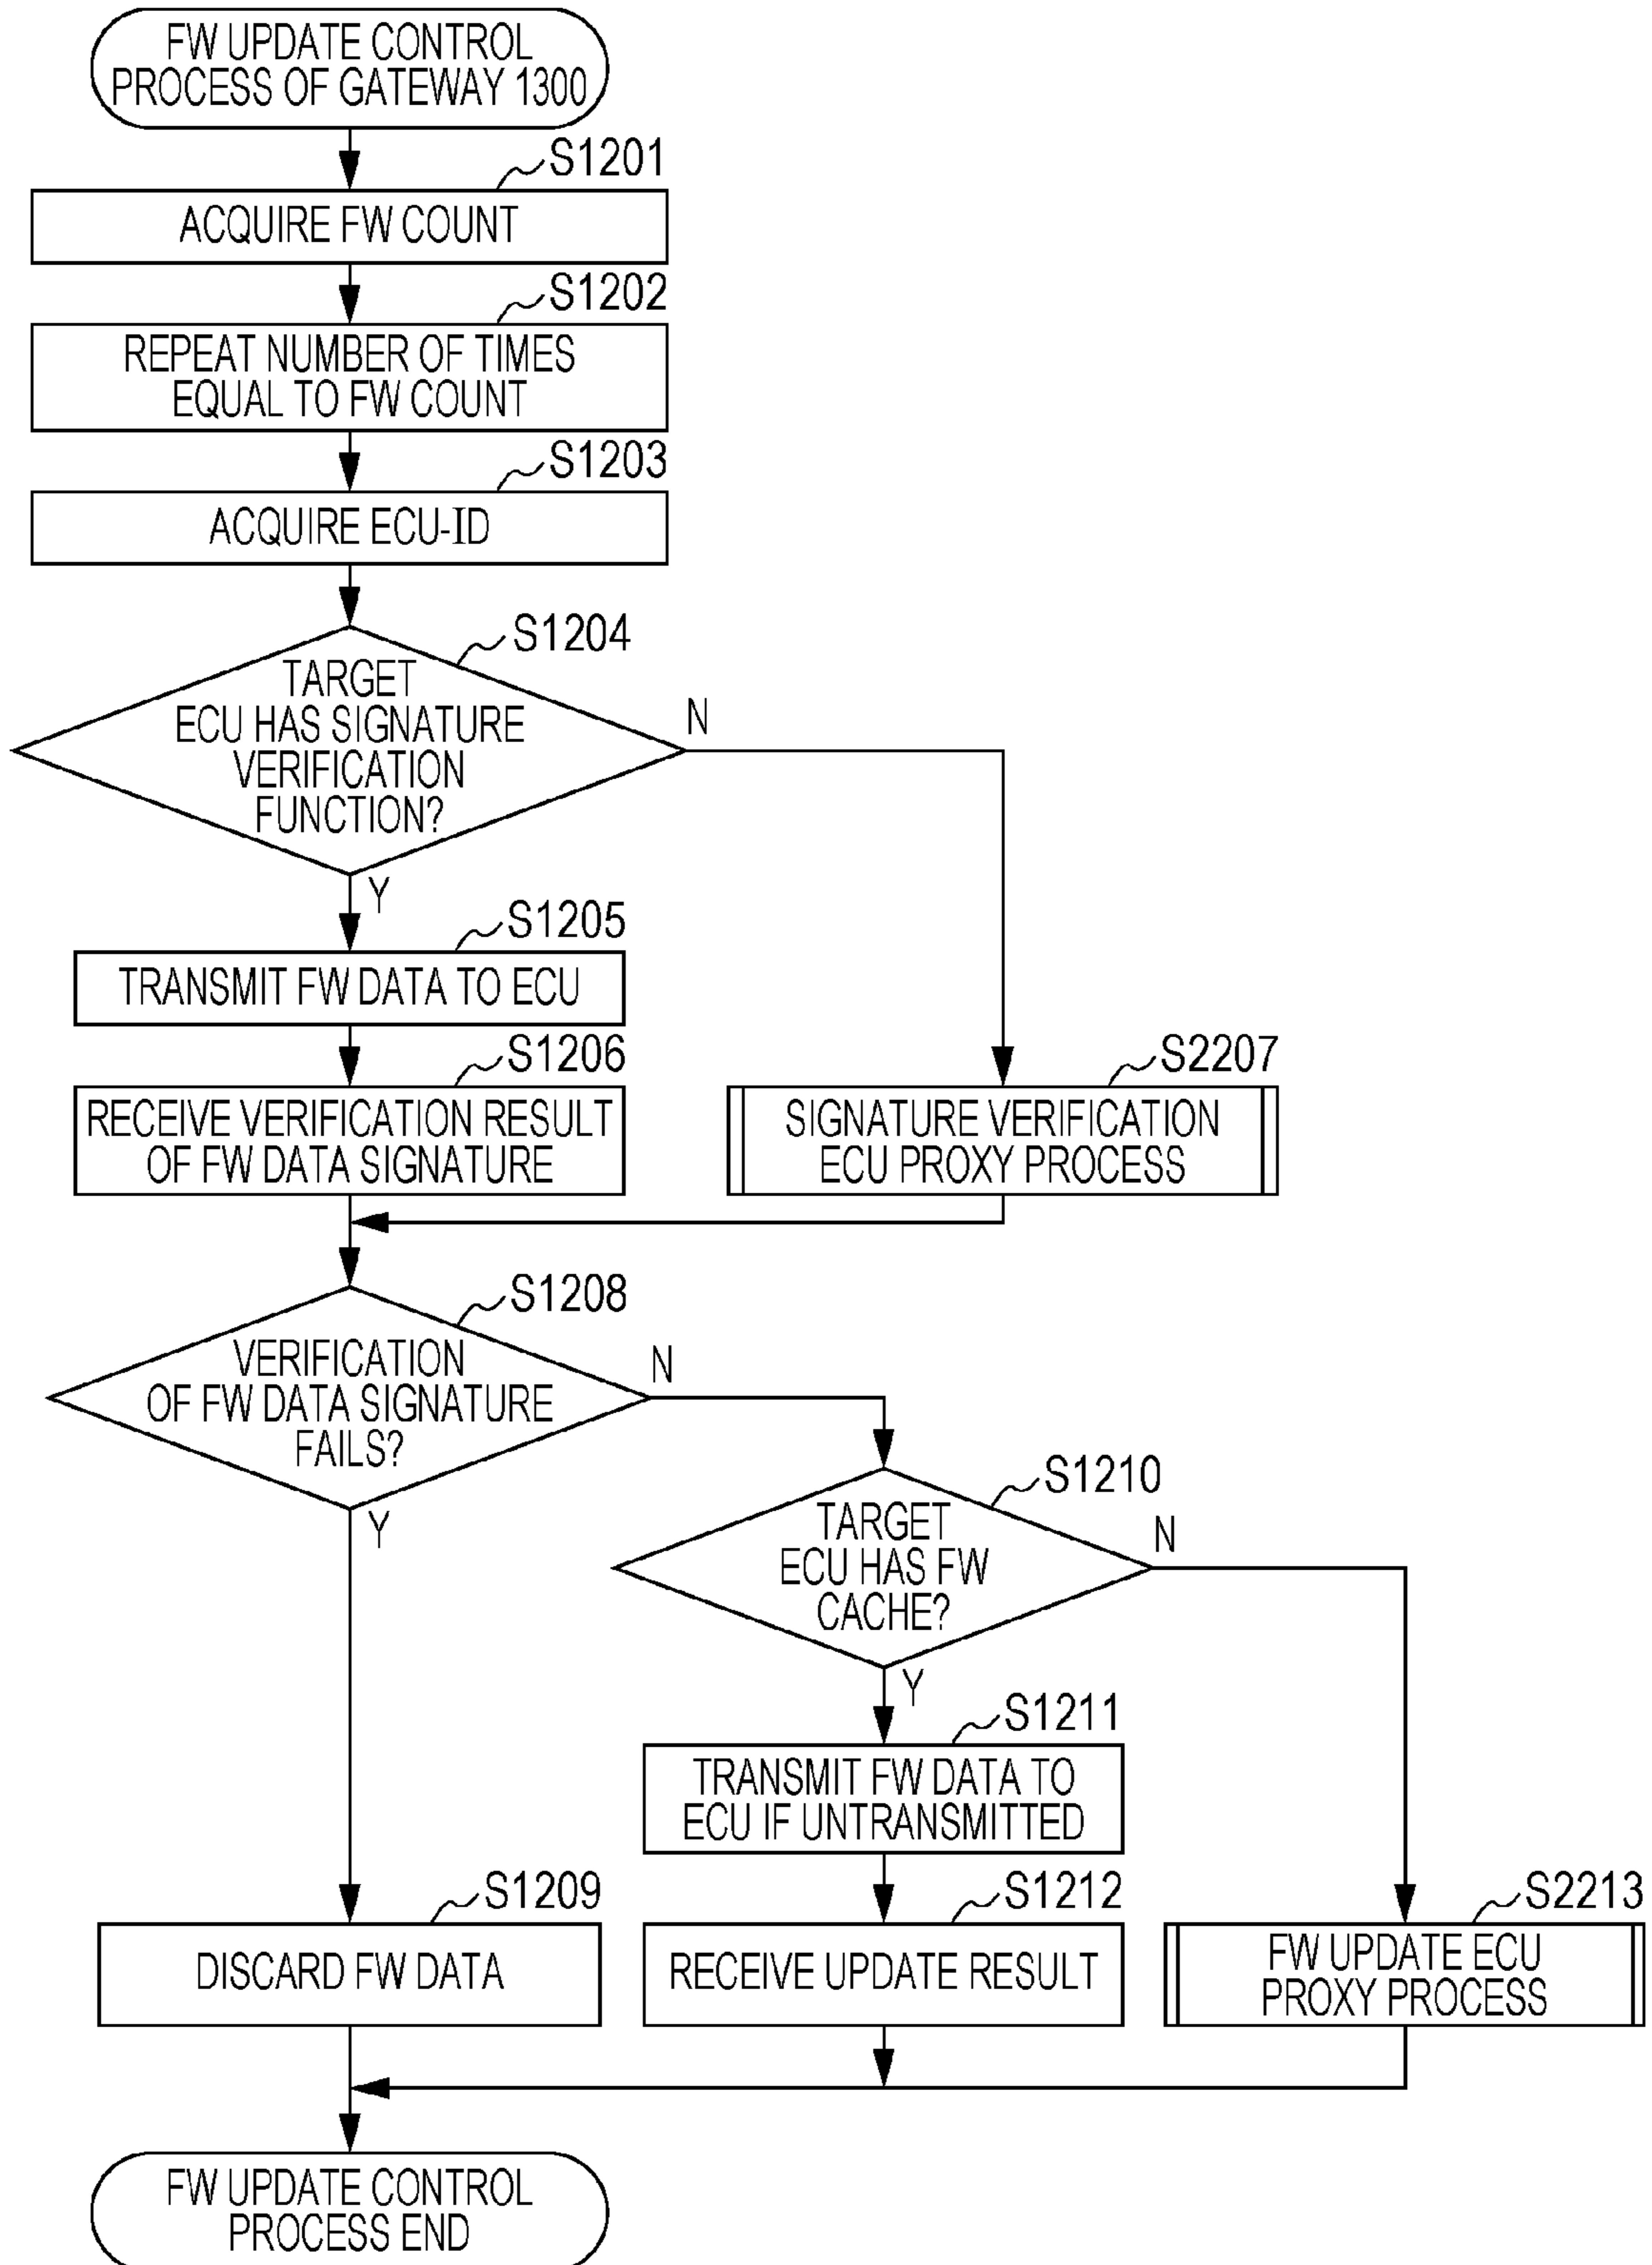 FW UPDATE CONTROL
PROCESS OF GATEWAY 1300
S1201
ACQUIRE FW COUNT
S1202
REPEAT NUMBER OF TIMES
EQUAL TO FW COUNT
S1203
ACQUIRE ECU-ID
S1204
TARGET
ECU HAS SIGNATURE
VERIFICATION
FUNCTION?
N
Y
S1205
TRANSMIT FW DATA TO ECU
S1206
RECEIVE VERIFICATION RESULT
OF FW DATA SIGNATURE
S2207
SIGNATURE VERIFICATION
ECU PROXY PROCESS
S1208
VERIFICATION
OF FW DATA SIGNATURE
FAILS?
N
Y
S1210
TARGET
ECU HAS FW
CACHE?
N
Y
S1211
TRANSMIT FW DATA TO
ECU IF UNTRANSMITTED
S1209
DISCARD FW DATA
S1212
RECEIVE UPDATE RESULT
S2213
FW UPDATE ECU
PROXY PROCESS
FW UPDATE CONTROL
PROCESS END